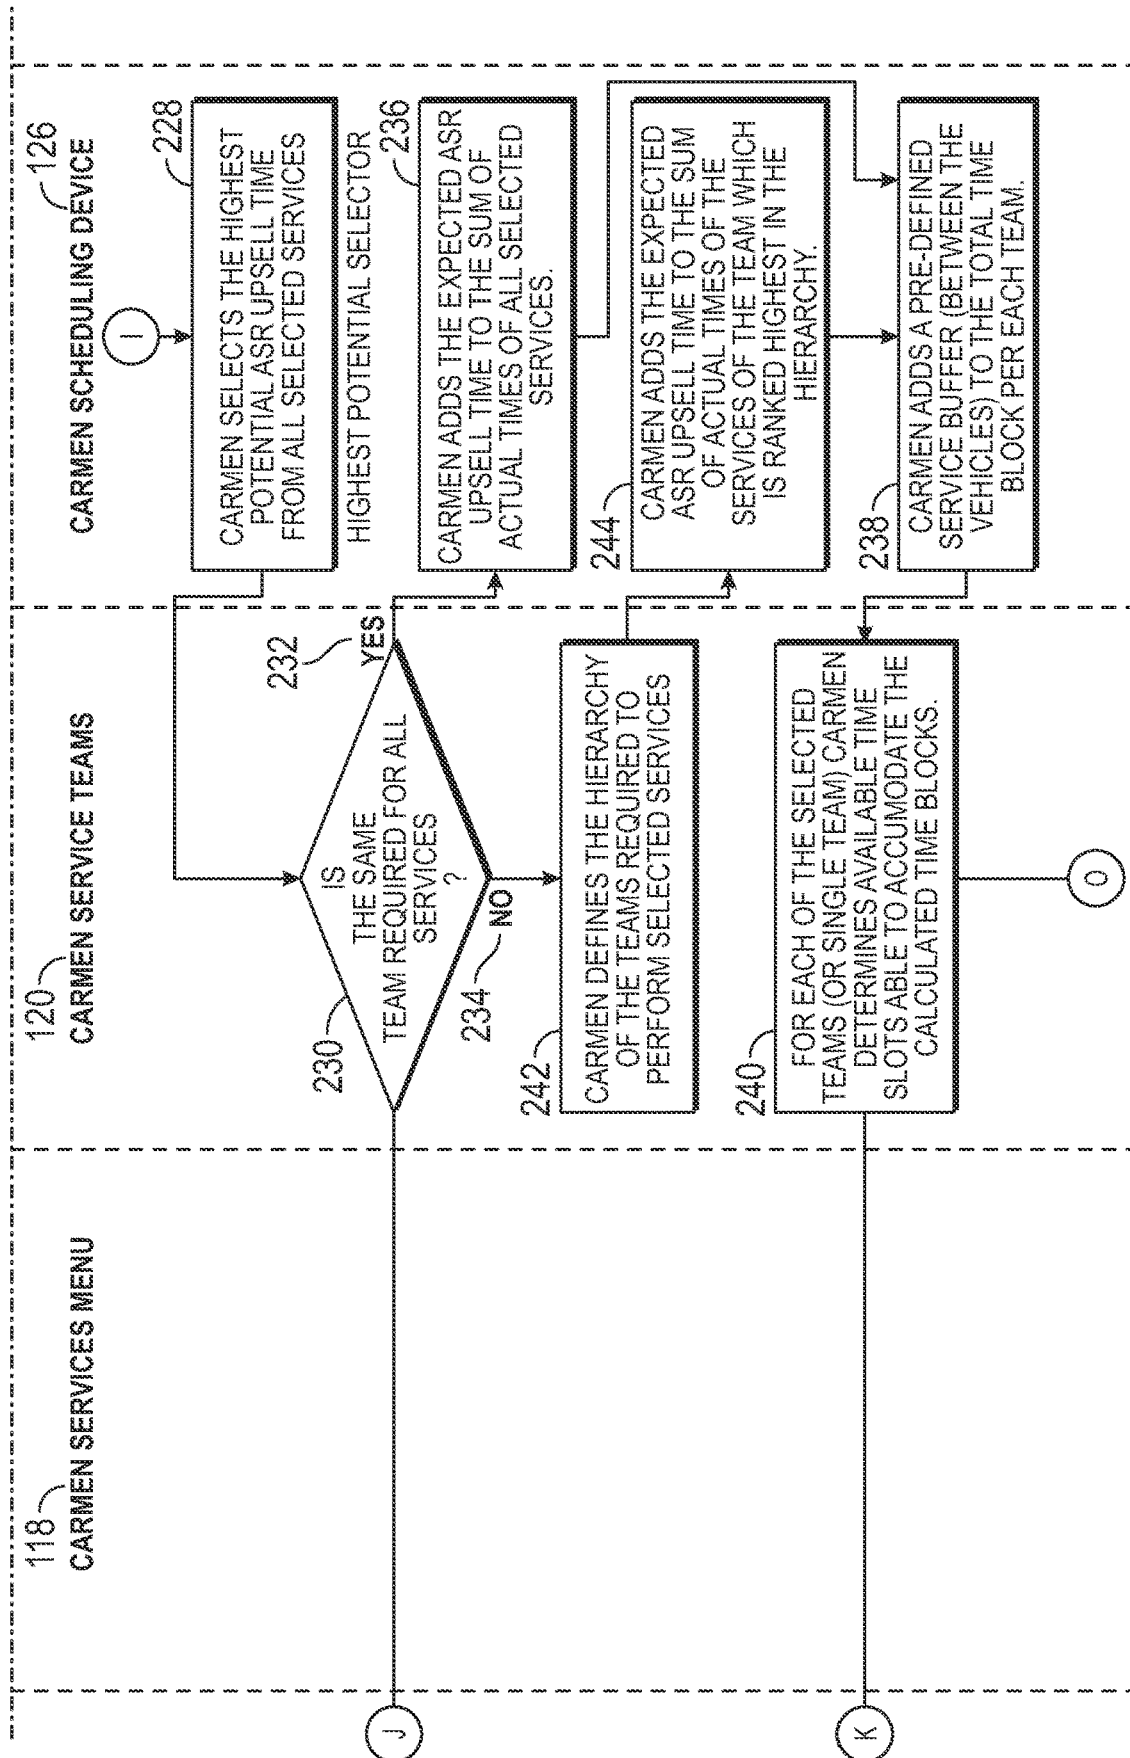 118
CARMEN SERVICES MENU
120
CARMEN SERVICE TEAMS
CARMEN SCHEDULING DEVICE
126
I
228
CARMEN SELECTS THE HIGHEST
POTENTIAL ASR UPSELL TIME
FROM ALL SELECTED SERVICES
HIGHEST POTENTIAL SELECTOR
J
230
IS
THE SAME
TEAM REQUIRED FOR ALL
SERVICES
?
232
YES
234
NO
236
CARMEN ADDS THE EXPECTED ASR
UPSELL TIME TO THE SUM OF
ACTUAL TIMES OF ALL SELECTED
SERVICES.
242
CARMEN DEFINES THE HIERARCHY
OF THE TEAMS REQUIRED TO
PERFORM SELECTED SERVICES
244
CARMEN ADDS THE EXPECTED
ASR UPSELL TIME TO THE SUM
OF ACTUAL TIMES OF THE
SERVICES OF THE TEAM WHICH
IS RANKED HIGHEST IN THE
HIERARCHY.
K
240
FOR EACH OF THE SELECTED
TEAMS (OR SINGLE TEAM) CARMEN
DETERMINES AVAILABLE TIME
SLOTS ABLE TO ACCUMODATE THE
CALCULATED TIME BLOCKS.
238
CARMEN ADDS A PRE-DEFINED
SERVICE BUFFER (BETWEEN THE
VEHICLES) TO THE TOTAL TIME
BLOCK PER EACH TEAM.
O